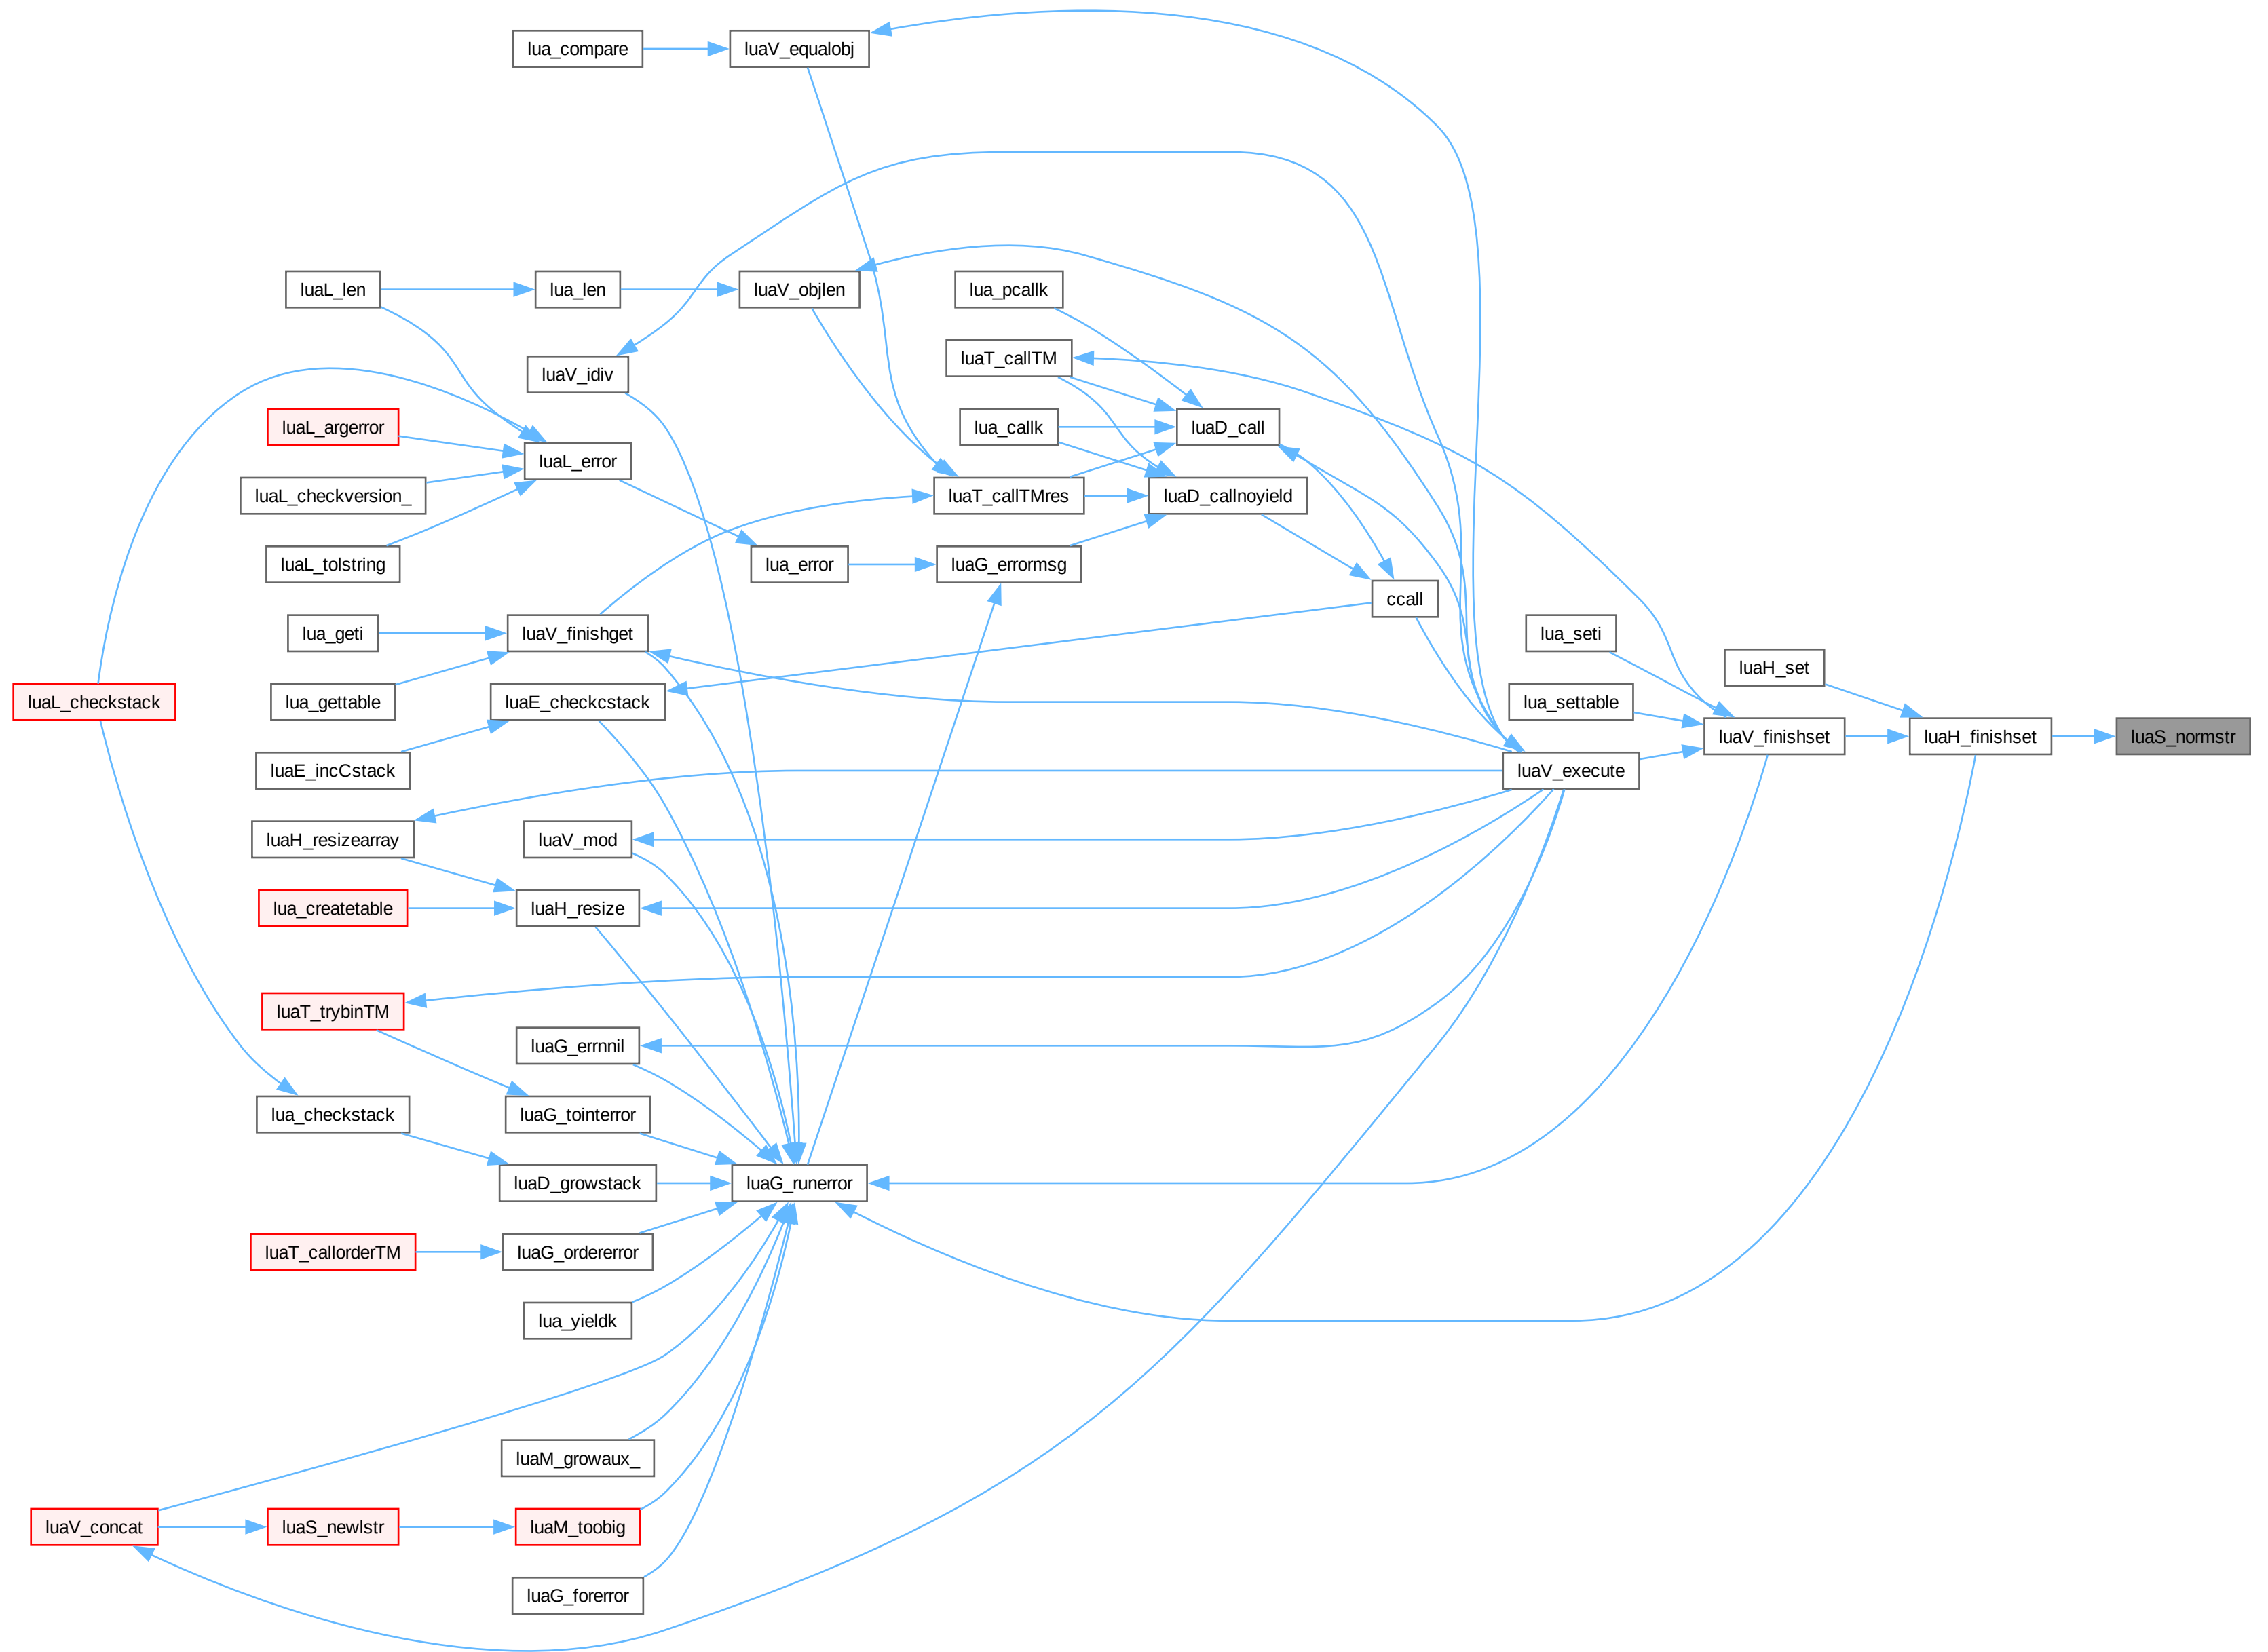 lua_compare
luaV_equalobj
luaL_len
lua_len
luaV_objlen
lua_pcallk
luaT_callTM
luaV_idiv
luaL_argerror
lua_callk
luaD_call
luaL_error
luaL_checkversion_
luaT_callTMres
luaD_callnoyield
luaL_tolstring
lua_error
luaG_errormsg
ccall
lua_geti
luaV_finishget
lua_seti
luaH_set
luaL_checkstack
lua_gettable
luaE_checkcstack
lua_settable
luaV_finishset
luaH_finishset
luaS_normstr
luaE_incCstack
luaV_execute
luaH_resizearray
luaV_mod
lua_createtable
luaH_resize
luaT_trybinTM
luaG_errnnil
lua_checkstack
luaG_tointerror
luaD_growstack
luaG_runerror
luaT_callorderTM
luaG_ordererror
lua_yieldk
luaM_growaux_
luaV_concat
luaS_newlstr
luaM_toobig
luaG_forerror